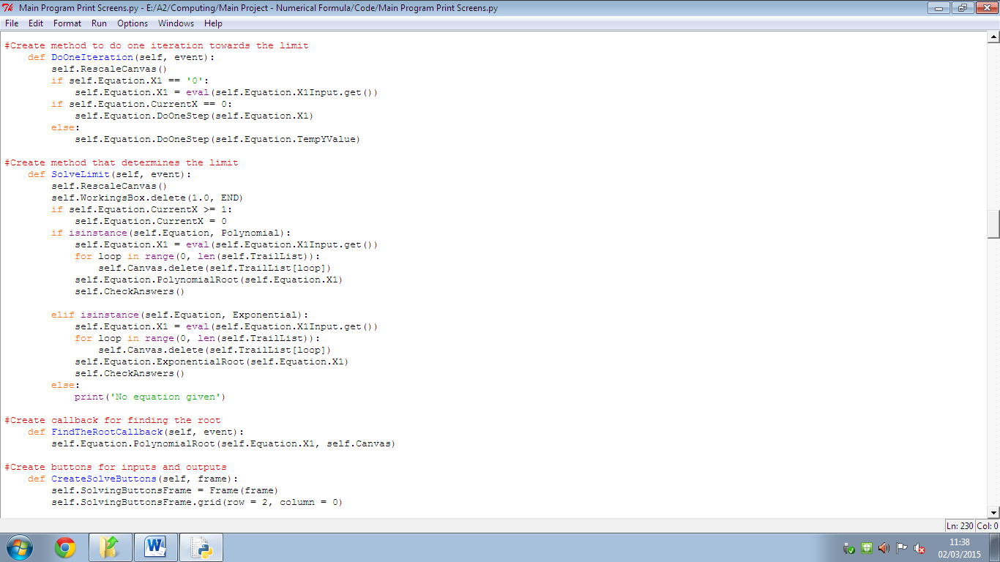 Main Program Print Screens.py - E:/A2/Computing/Main Project - Numerical Formula/Code/Main Program Print Screens.py
File Edit Format Run Options Windows Help
#Create method to do one iteration towards the limit
    def DoOneIteration(self, event):
        self.RescaleCanvas()
        if self.Equation.X1 == '0':
            self.Equation.X1 = eval(self.Equation.X1Input.get())
        if self.Equation.CurrentX == 0:
            self.Equation.DoOneStep(self.Equation.X1)
        else:
            self.Equation.DoOneStep(self.Equation.TempYValue)
#Create method that determines the limit
    def SolveLimit(self, event):
        self.RescaleCanvas()
        self.WorkingsBox.delete(1.0, END)
        if self.Equation.CurrentX >= 1:
            self.Equation.CurrentX = 0
        if isinstance(self.Equation, Polynomial):
            self.Equation.X1 = eval(self.Equation.X1Input.get())
            for loop in range(0, len(self.TrailList)):
                self.Canvas.delete(self.TrailList[loop])
            self.Equation.PolynomialRoot(self.Equation.X1)
            self.CheckAnswers()
        elif isinstance(self.Equation, Exponential):
            self.Equation.X1 = eval(self.Equation.X1Input.get())
            for loop in range(0, len(self.TrailList)):
                self.Canvas.delete(self.TrailList[loop])
            self.Equation.ExponentialRoot(self.Equation.X1)
            self.CheckAnswers()
        else:
            print('No equation given')
#Create callback for finding the root
    def FindTheRootCallback(self, event):
        self.Equation.PolynomialRoot(self.Equation.X1, self.Canvas)
#Create buttons for inputs and outputs
    def CreateSolveButtons(self, frame):
        self.SolvingButtonsFrame = Frame(frame)
        self.SolvingButtonsFrame.grid(row = 2, column = 0)
Ln: 230 Col: 0
11:38
02/03/2015